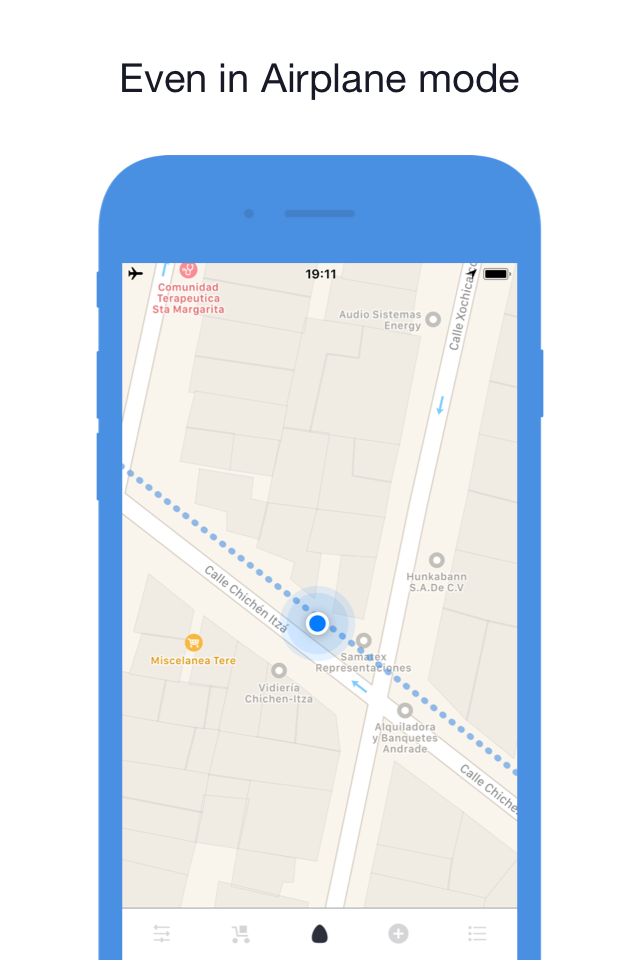 Even in Airplane mode
19:11
Comunidad
Terapeutica
Sta Margarita
Audio Sistemas
Energy
Calle Xochica
Hunkabann
S.A.De C.V
Calle Chichén Itzá
Miscelanea Tere
Samatex
Representaciones
Vidiería
Chichen-Itza
Alquiladora
y Banquetes
Andrade
Calle Chiche